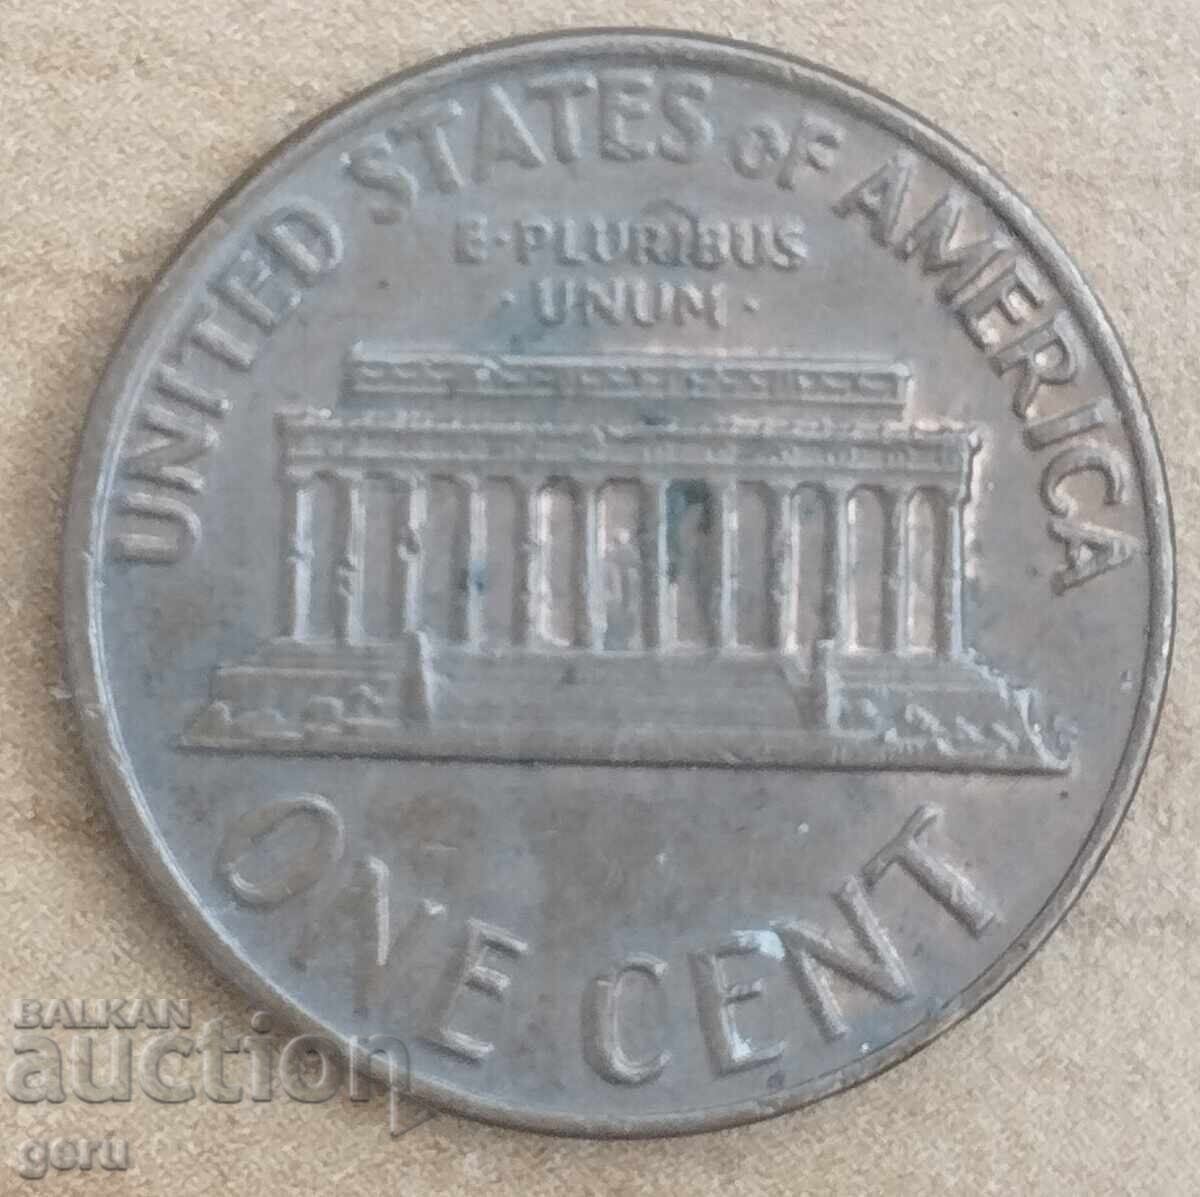 UNITED STATES OF AMERICA
E·PLURIBUS
·UNUM·
ONE CENT
BALKAN
auction
geru